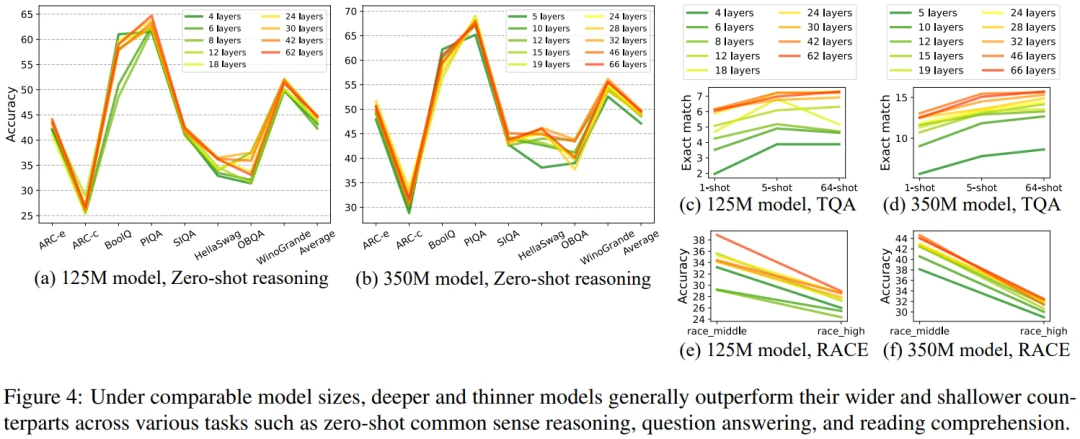 Accuracy
65
60
55
50
45
40
35
30
25
70
4 layers
6 layers
8 layers
12 layers
18 layers
24 layers
30 layers
42 layers
62 layers
ARC-e
ARC-c
BoolQ
PIQA
SIQA
HellaSwag
OBQA
WinoGrande
Average
(a) 125M model, Zero-shot reasoning
70
65
60
55
50
45
40
35
30
5 layers
10 layers
12 layers
15 layers
19 layers
24 layers
28 layers
32 layers
46 layers
66 layers
ARC-e
ARC-c
BoolQ
PIQA
SIQA
HellaSwag
OBQA
WinoGrande
Average
(b) 350M model, Zero-shot reasoning
4 layers
6 layers
8 layers
12 layers
18 layers
24 layers
30 layers
42 layers
62 layers
Exact match
7
6
5
4
3
2
1-shot
5-shot
64-shot
(c) 125M model, TQA
5 layers
10 layers
12 layers
15 layers
19 layers
24 layers
28 layers
32 layers
46 layers
66 layers
Exact match
15
10
1-shot
5-shot
64-shot
(d) 350M model, TQA
Accuracy
38
36
34
32
30
28
26
24
race_middle
race_high
(e) 125M model, RACE
Accuracy
44
42
40
38
36
34
32
30
race_middle
race_high
(f) 350M model, RACE
Figure 4: Under comparable model sizes, deeper and thinner models generally outperform their wider and shallower coun-
terparts across various tasks such as zero-shot common sense reasoning, question answering, and reading comprehension.